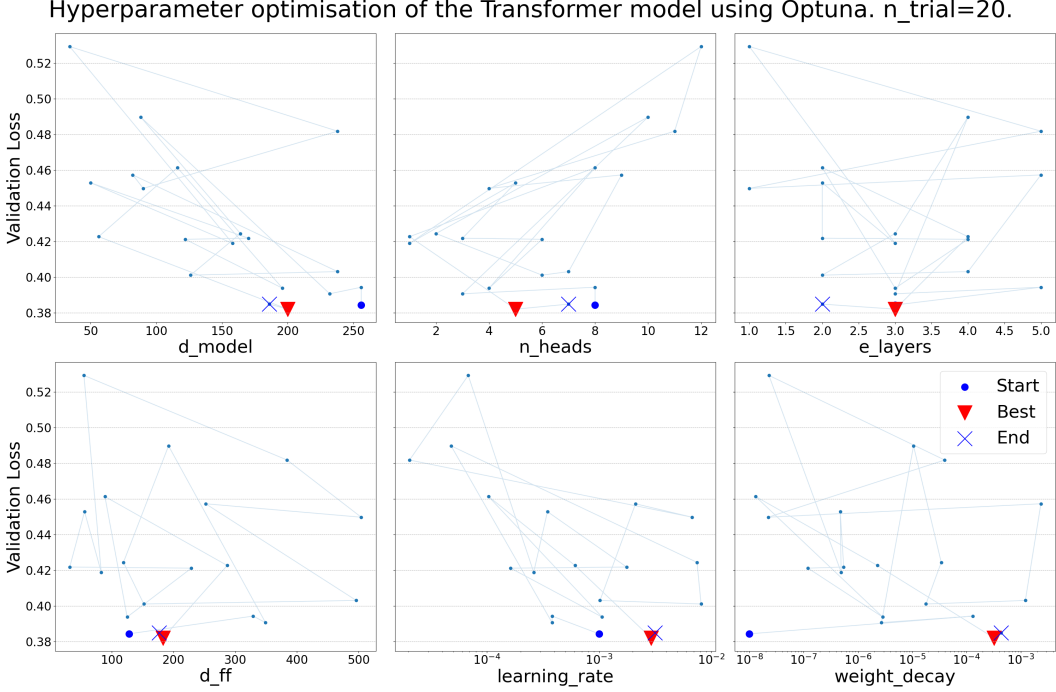 Hyperparameter optimisation of the Transformer model using Optuna. n_trial=20.
Validation Loss
0.52
0.50
0.48
0.46
0.44
0.42
0.40
0.38
50 100 150 200 250
d_model
2 4 6 8 10 12
n_heads
1.0 1.5 2.0 2.5 3.0 3.5 4.0 4.5 5.0
e_layers
Validation Loss
0.52
0.50
0.48
0.46
0.44
0.42
0.40
0.38
100 200 300 400 500
d_ff
10⁻⁴ 10⁻³ 10⁻²
learning_rate
Start
Best
End
10⁻⁸ 10⁻⁷ 10⁻⁶ 10⁻⁵ 10⁻⁴ 10⁻³
weight_decay